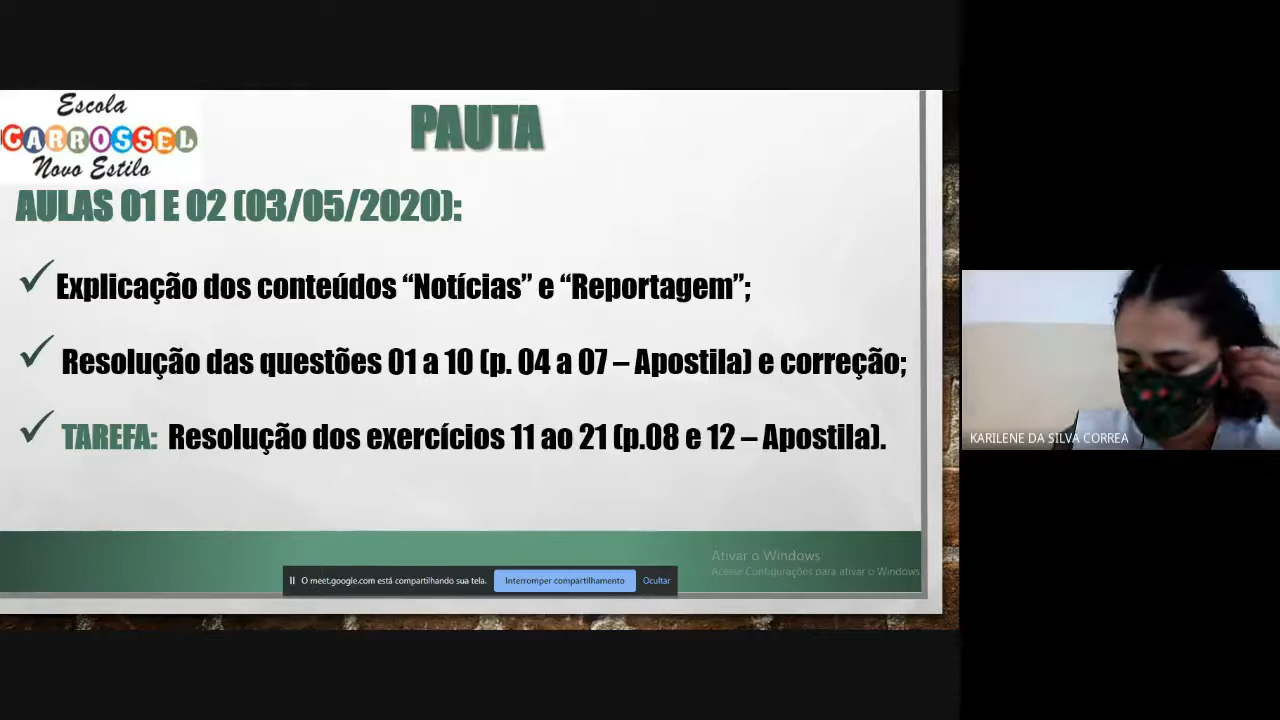 Escola
CARROSSEL
Novo Estilo
PAUTA
AULAS 01 E 02 (03/05/2020):
Explicação dos conteúdos “Notícias” e “Reportagem”;
Resolução das questões 01 a 10 (p. 04 a 07 – Apostila) e correção;
TAREFA: Resolução dos exercícios 11 ao 21 (p.08 e 12 – Apostila).
Ativar o Windows
Acesse Configurações para ativar o Windows
O meet.google.com está compartilhando sua tela. Interromper compartilhamento Ocultar
KARILENE DA SILVA CORREA